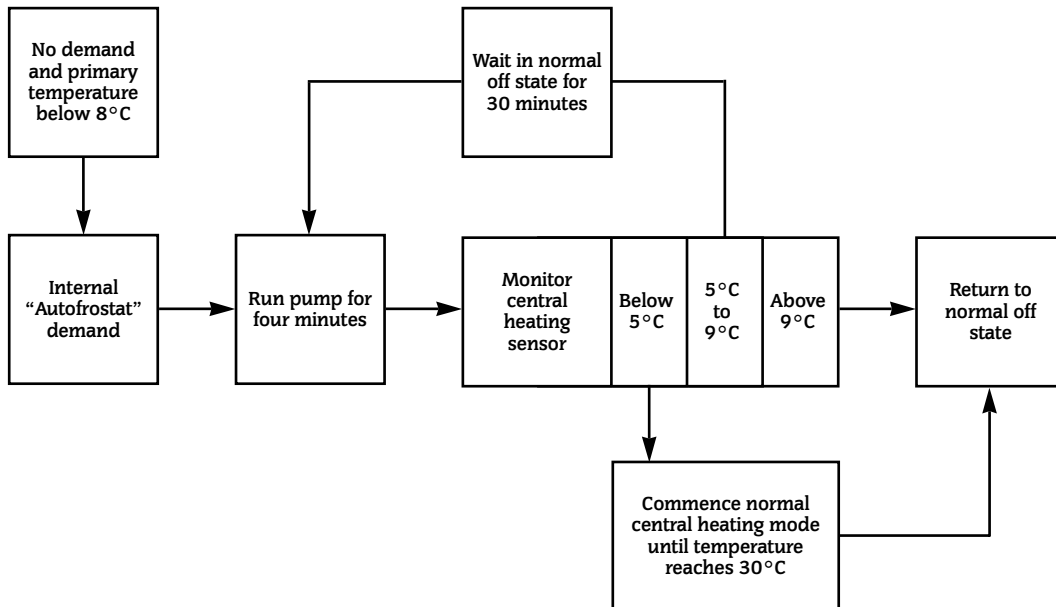 No demand
and primary
temperature
below 8°C
Wait in normal
off state for
30 minutes
Internal
“Autofrostat”
demand
Run pump for
four minutes
Monitor
central
heating
sensor
Below
5°C
5°C
to
9°C
Above
9°C
Return to
normal off
state
Commence normal
central heating mode
until temperature
reaches 30°C